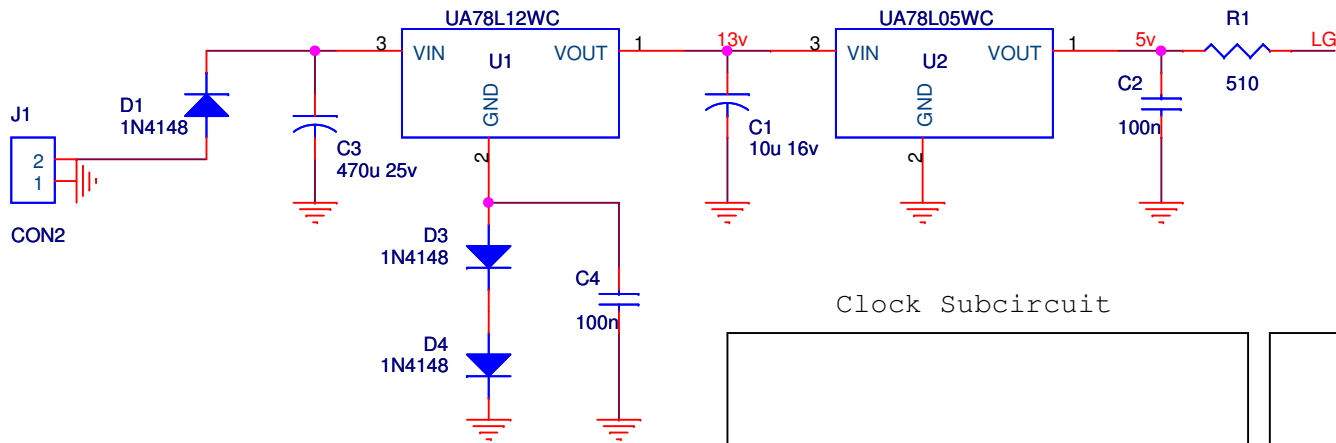 UA78L12WC
UA78L05WC
R1
3
VIN
VOUT
1
13v
3
VIN
VOUT
1
5v
LG
U1
U2
510
D1
1N4148
GND
GND
C2
100n
J1
2
1
CON2
C3
470u 25v
C1
10u 16v
2
2
D3
1N4148
C4
100n
D4
1N4148
Clock Subcircuit